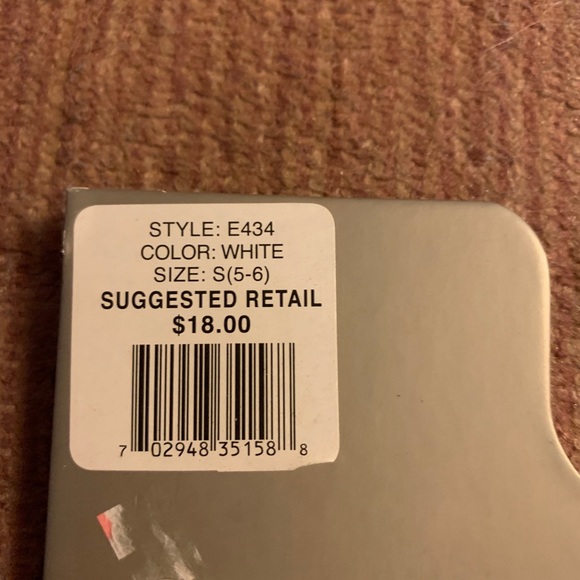 STYLE: E434
COLOR: WHITE
SIZE: S(5-6)
SUGGESTED RETAIL
$18.00
7 02948 35158 8